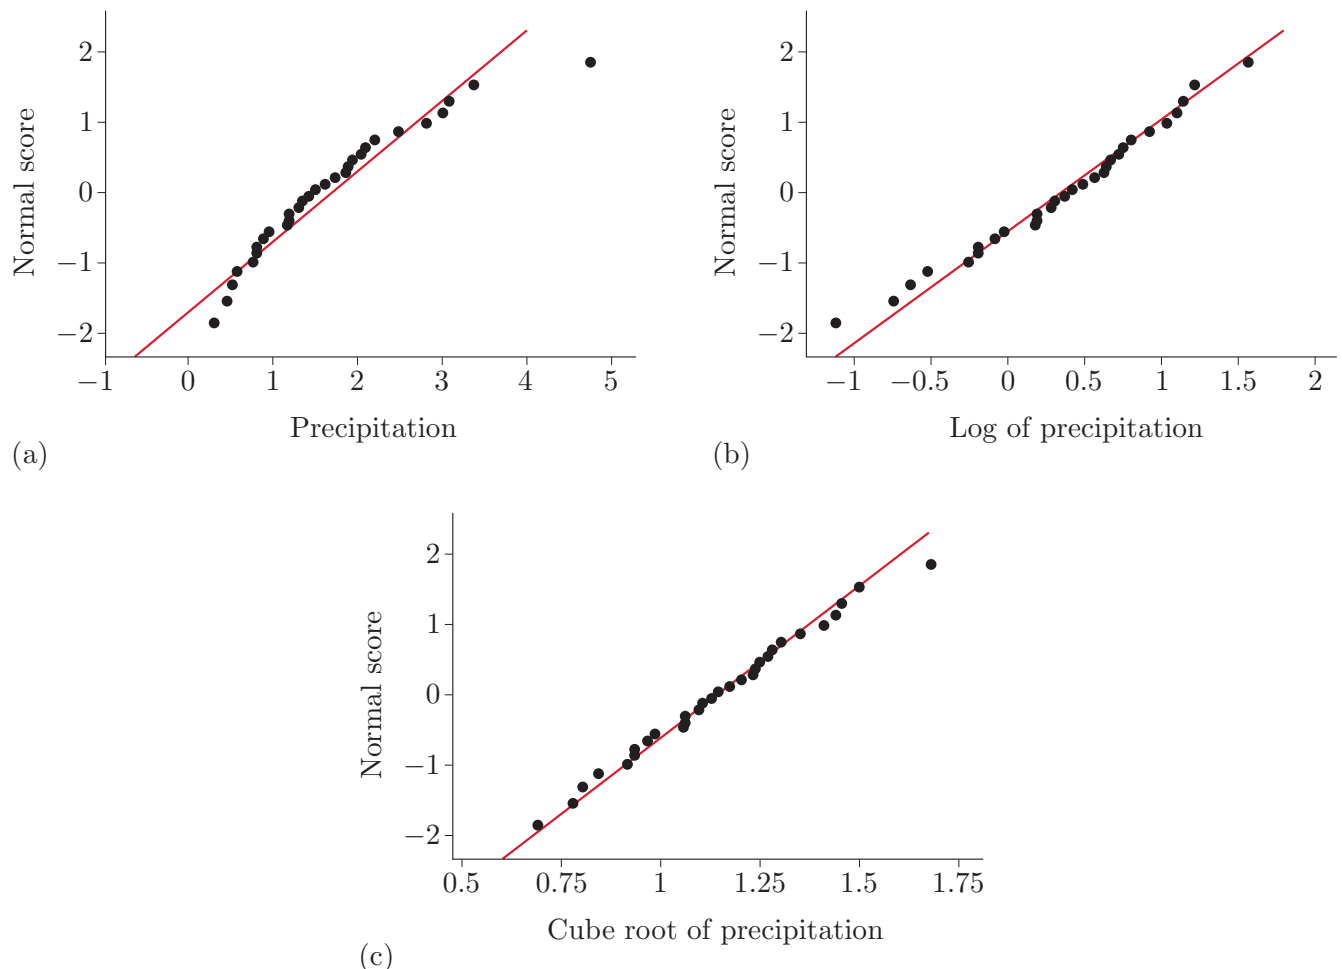 2
1
0
−1
−2
Normal score
−1 0 1 2 3 4 5
Precipitation
(a)
2
1
0
−1
−2
Normal score
−1 −0.5 0 0.5 1 1.5 2
Log of precipitation
(b)
2
1
0
−1
−2
Normal score
0.5 0.75 1 1.25 1.5 1.75
Cube root of precipitation
(c)